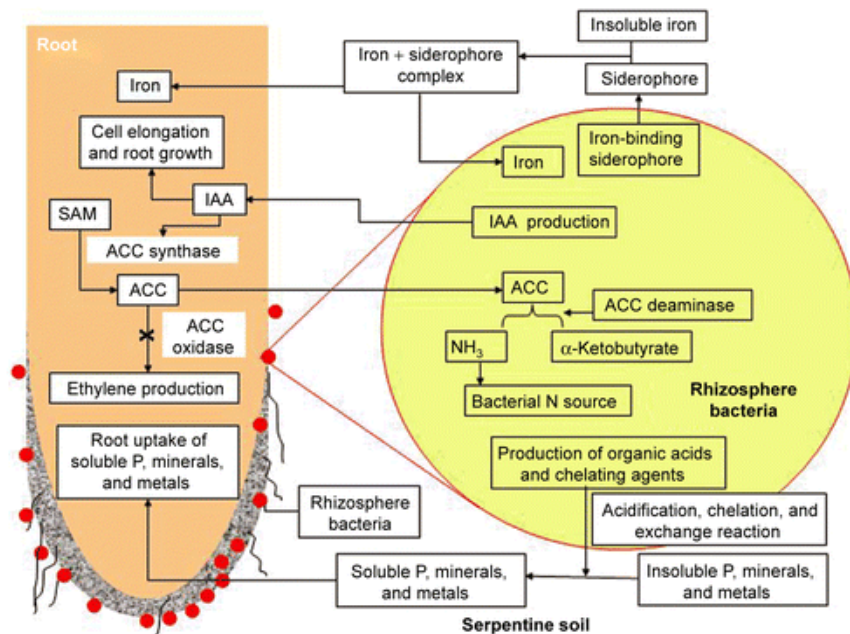 Root
Insoluble iron
Iron + siderophore
complex
Siderophore
Iron
Cell elongation
and root growth
Iron-binding
siderophore
Iron
IAA
SAM
IAA production
ACC synthase
ACC
ACC
ACC deaminase
ACC
oxidase
NH₃
α-Ketobutyrate
Ethylene production
Bacterial N source
Rhizosphere
bacteria
Root uptake of
soluble P, minerals,
and metals
Production of organic acids
and chelating agents
Rhizosphere
bacteria
Acidification, chelation, and
exchange reaction
Soluble P, minerals,
and metals
Insoluble P, minerals,
and metals
Serpentine soil